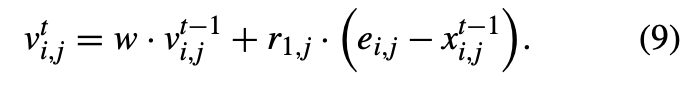 v_{i,j}^{t} = w · v_{i,j}^{t−1} + r_{1,j} · (e_{i,j} − x_{i,j}^{t−1}). (9)